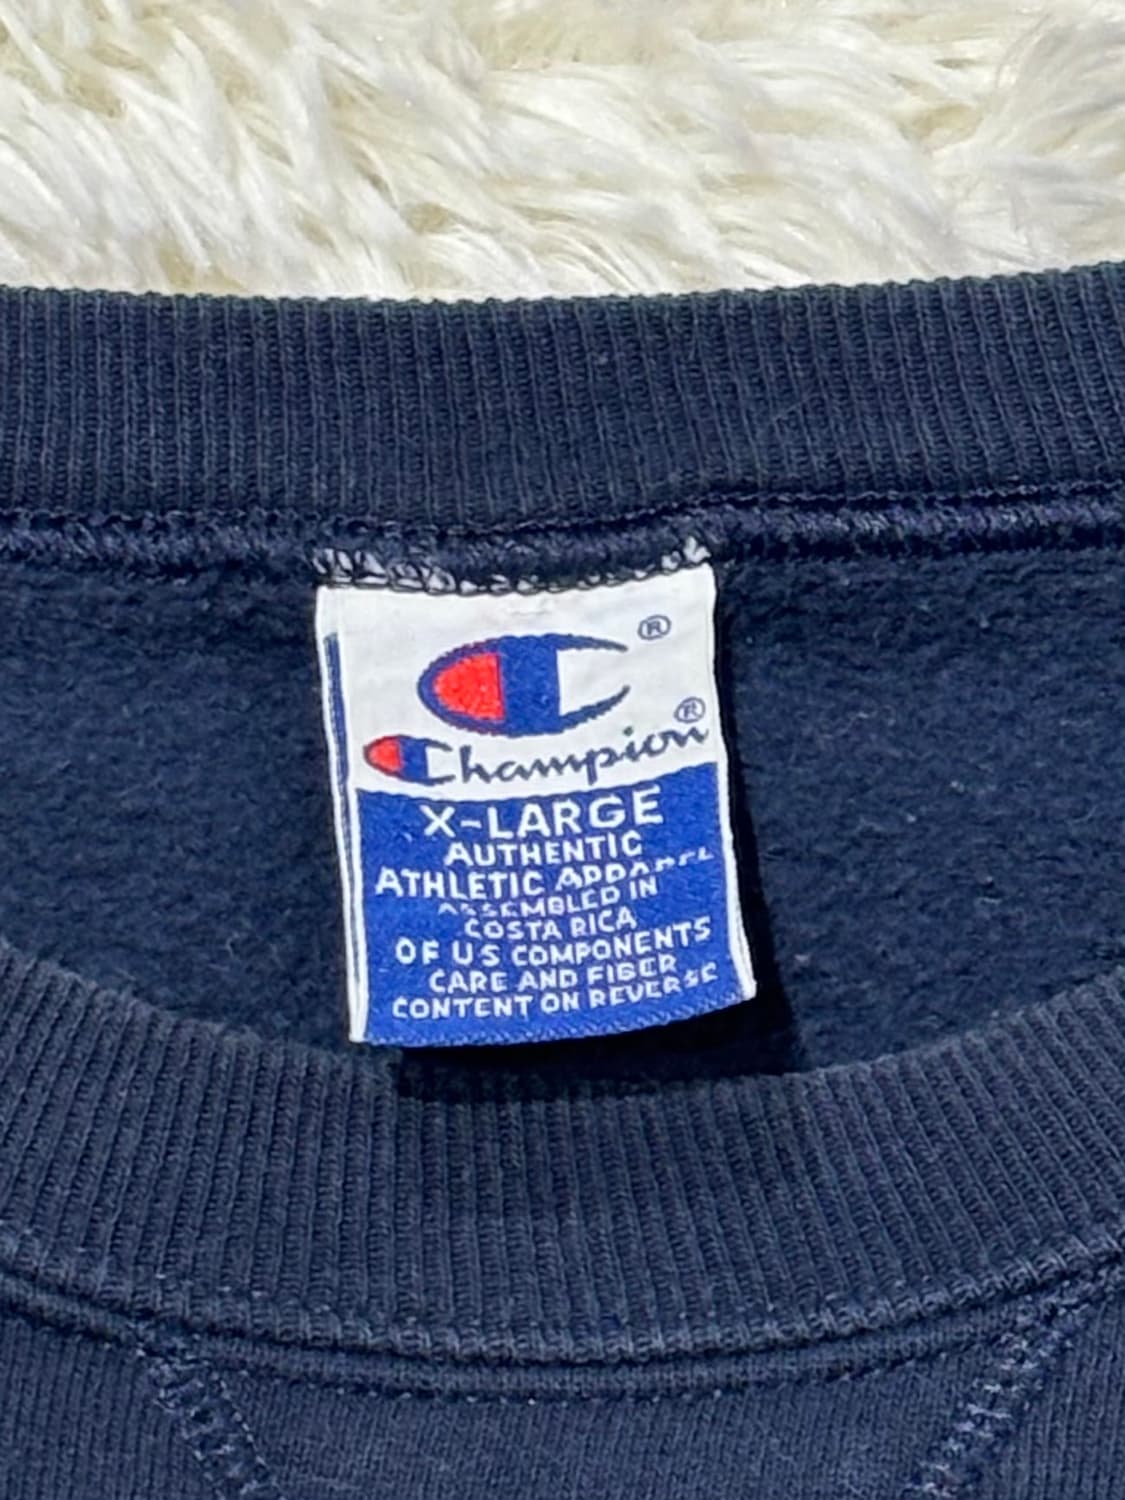 ®
Champion®
X-LARGE
AUTHENTIC
ATHLETIC APPAREL
ASSEMBLED IN
COSTA RICA
OF US COMPONENTS
CARE AND FIBER
CONTENT ON REVERSE